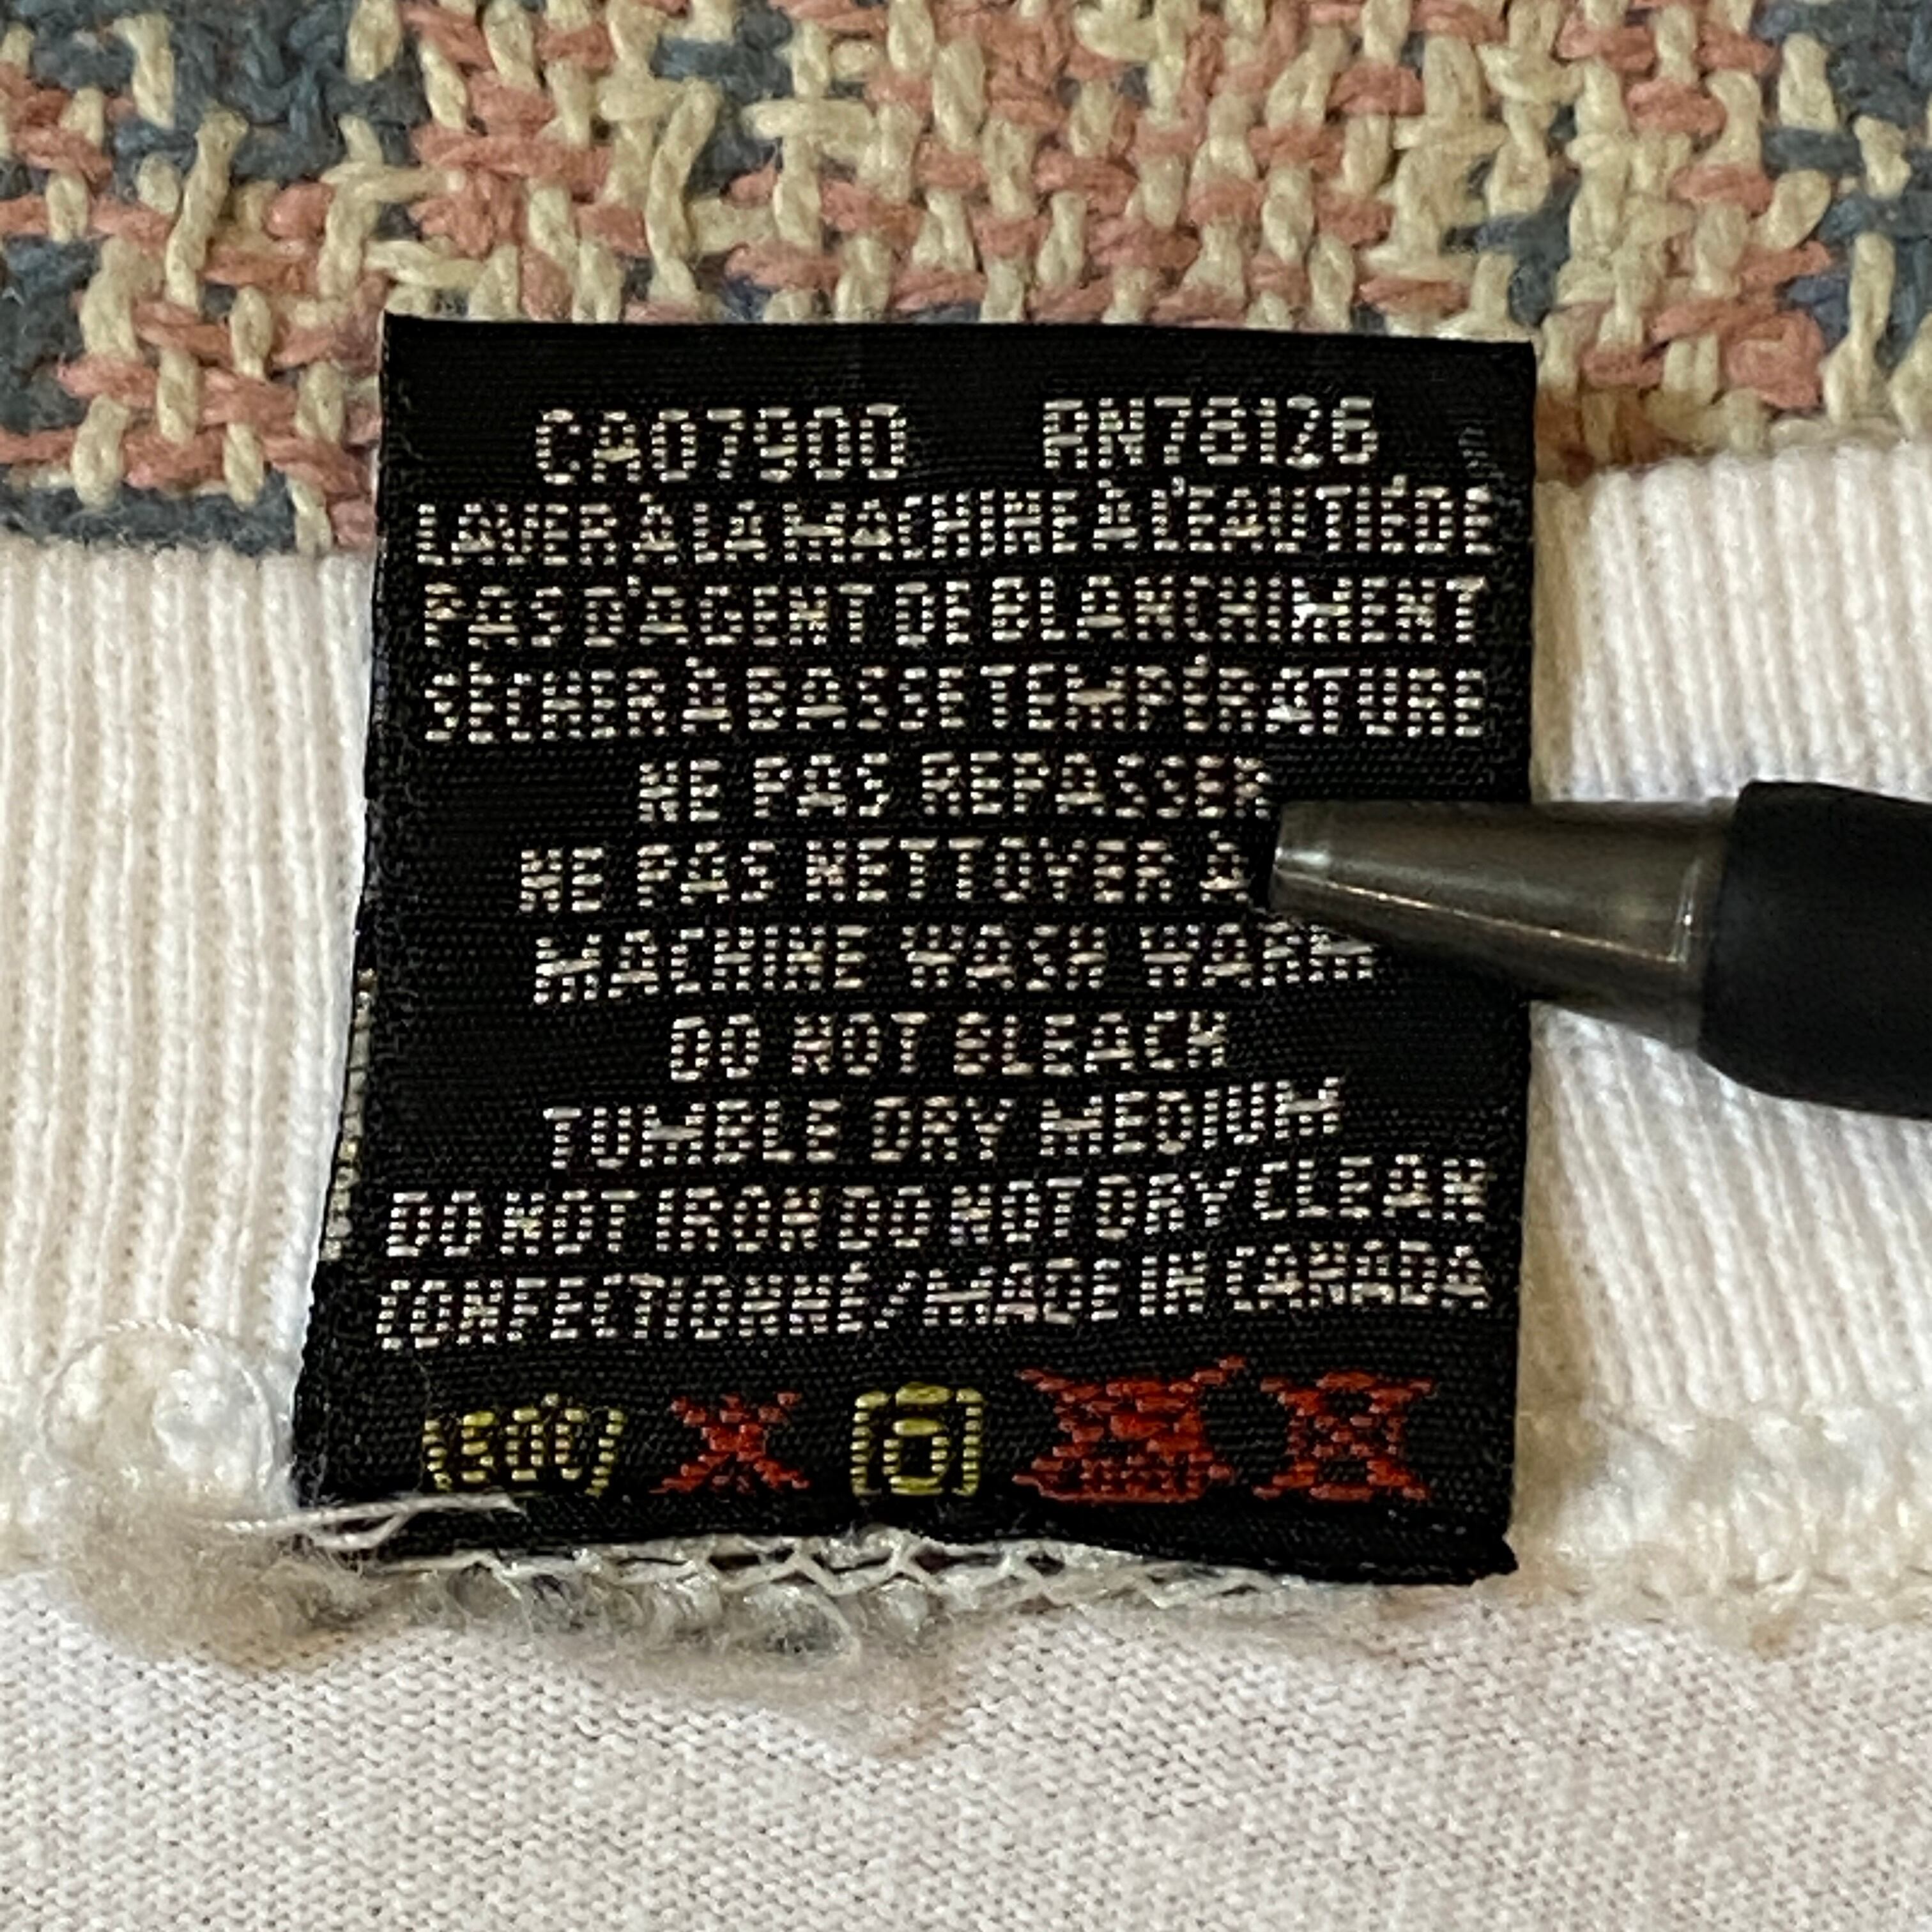 CA07900 RN76126
LAVER À LA MACHINE À L'EAU TIÉDE
PAS D'AGENT DE BLANCHIMENT
SÉCHER À BASSE TEMPÉRATURE
NE PAS REPASSER
NE PAS NETTOYER À
MACHINE WASH WARM
DO NOT BLEACH
TUMBLE DRY MEDIUM
DO NOT IRON DO NOT DRY CLEAN
CONFECTIONNÉ/MADE IN CANADA